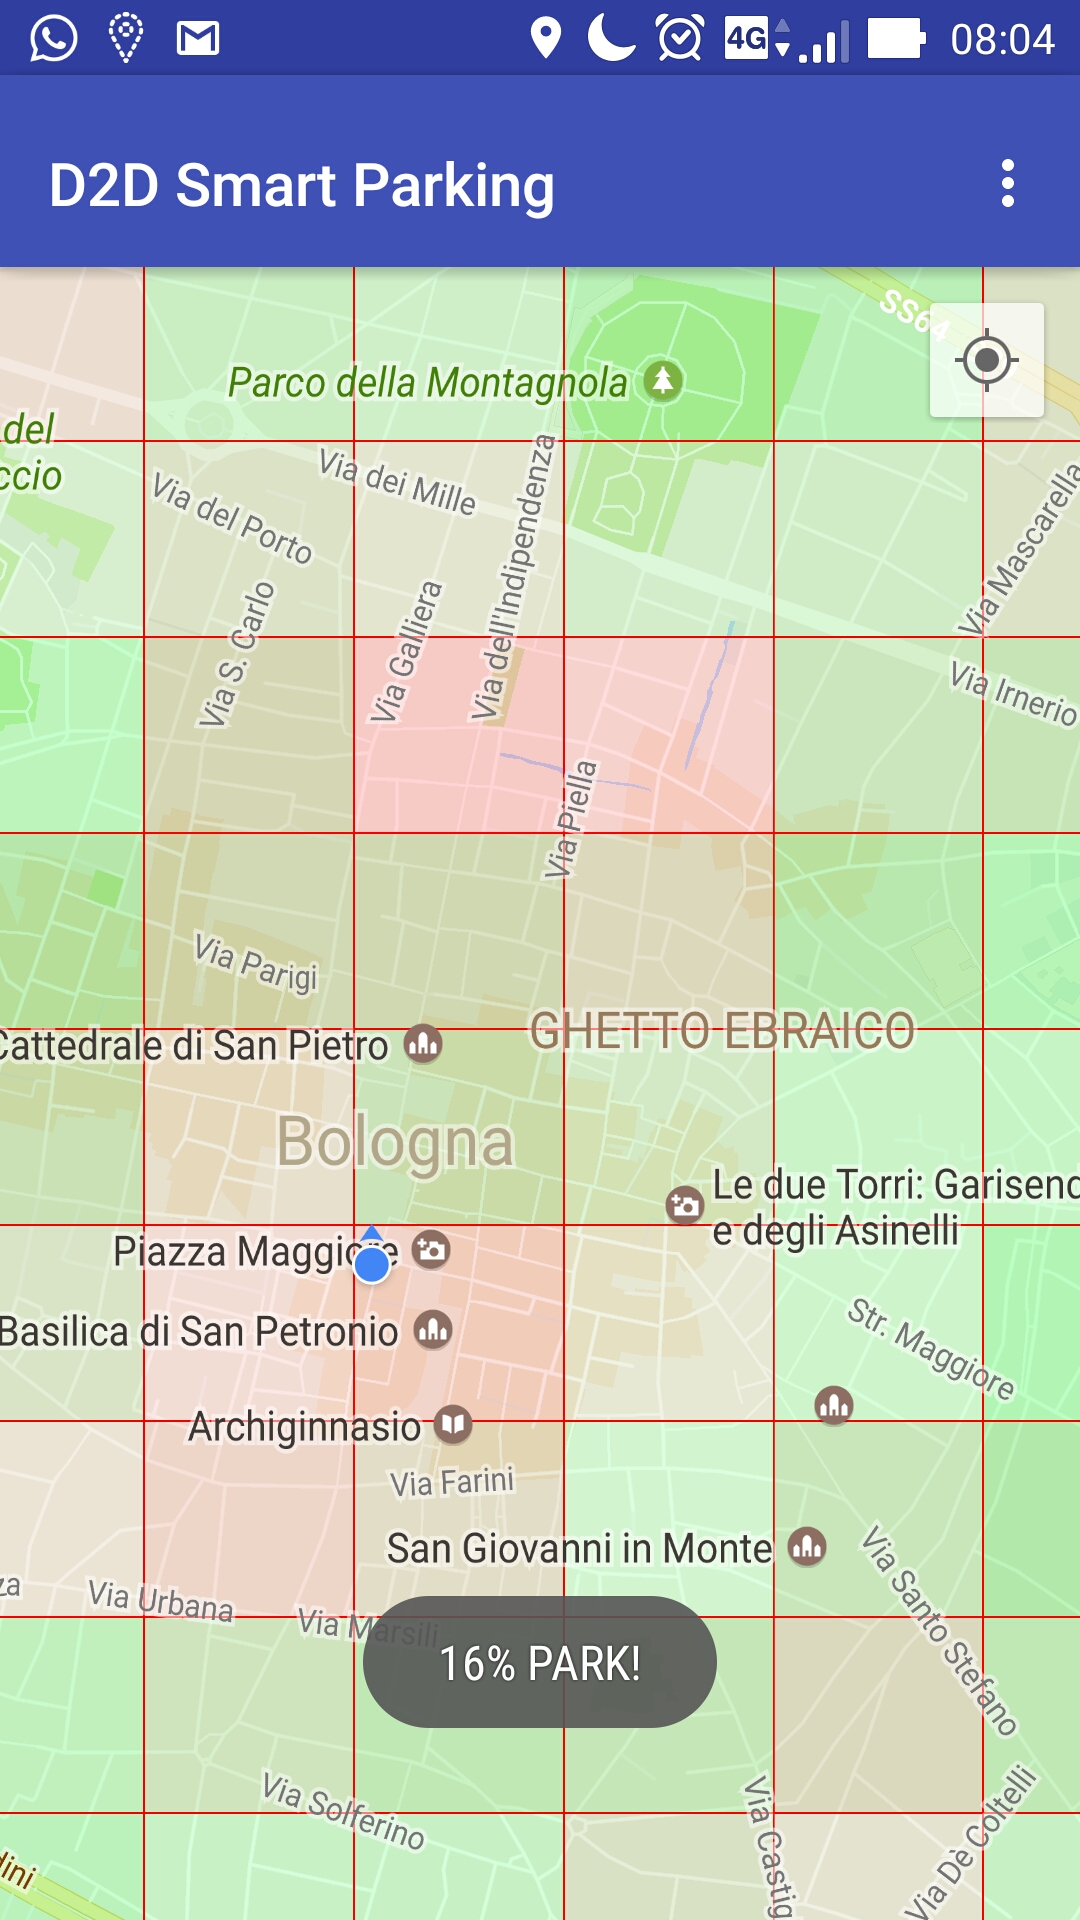 4G 08:04
D2D Smart Parking
SS64
Parco della Montagnola
del
ccio
Via dei Mille
Via del Porto
Via dell'Indipendenza
Via Mascarella
Via S. Carlo
Via Galliera
Via Irnerio
Via Piella
Via Parigi
GHETTO EBRAICO
Cattedrale di San Pietro
Bologna
Le due Torri: Garisend
e degli Asinelli
Piazza Maggiore
Basilica di San Petronio
Str. Maggiore
Archiginnasio
Via Farini
San Giovanni in Monte
Via Santo Stefano
za
Via Urbana
Via Marsili
16% PARK!
Via Solferino
Via Castig
Via Dè Coltelli
dini